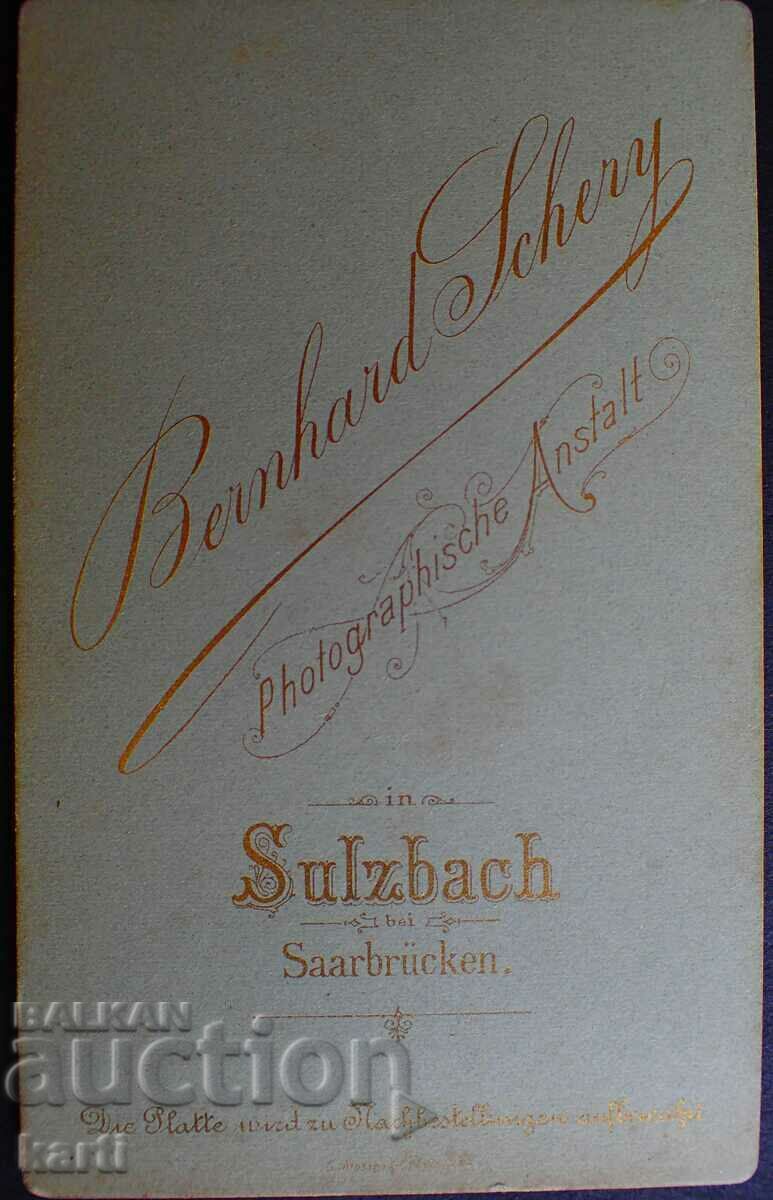 Bernhard Schery
Photographische Anstalt
in
Sulzbach
bei
Saarbrücken.
Die Platte wird zu Nachbestellungen aufbewahrt
BALKAN
auction
karti